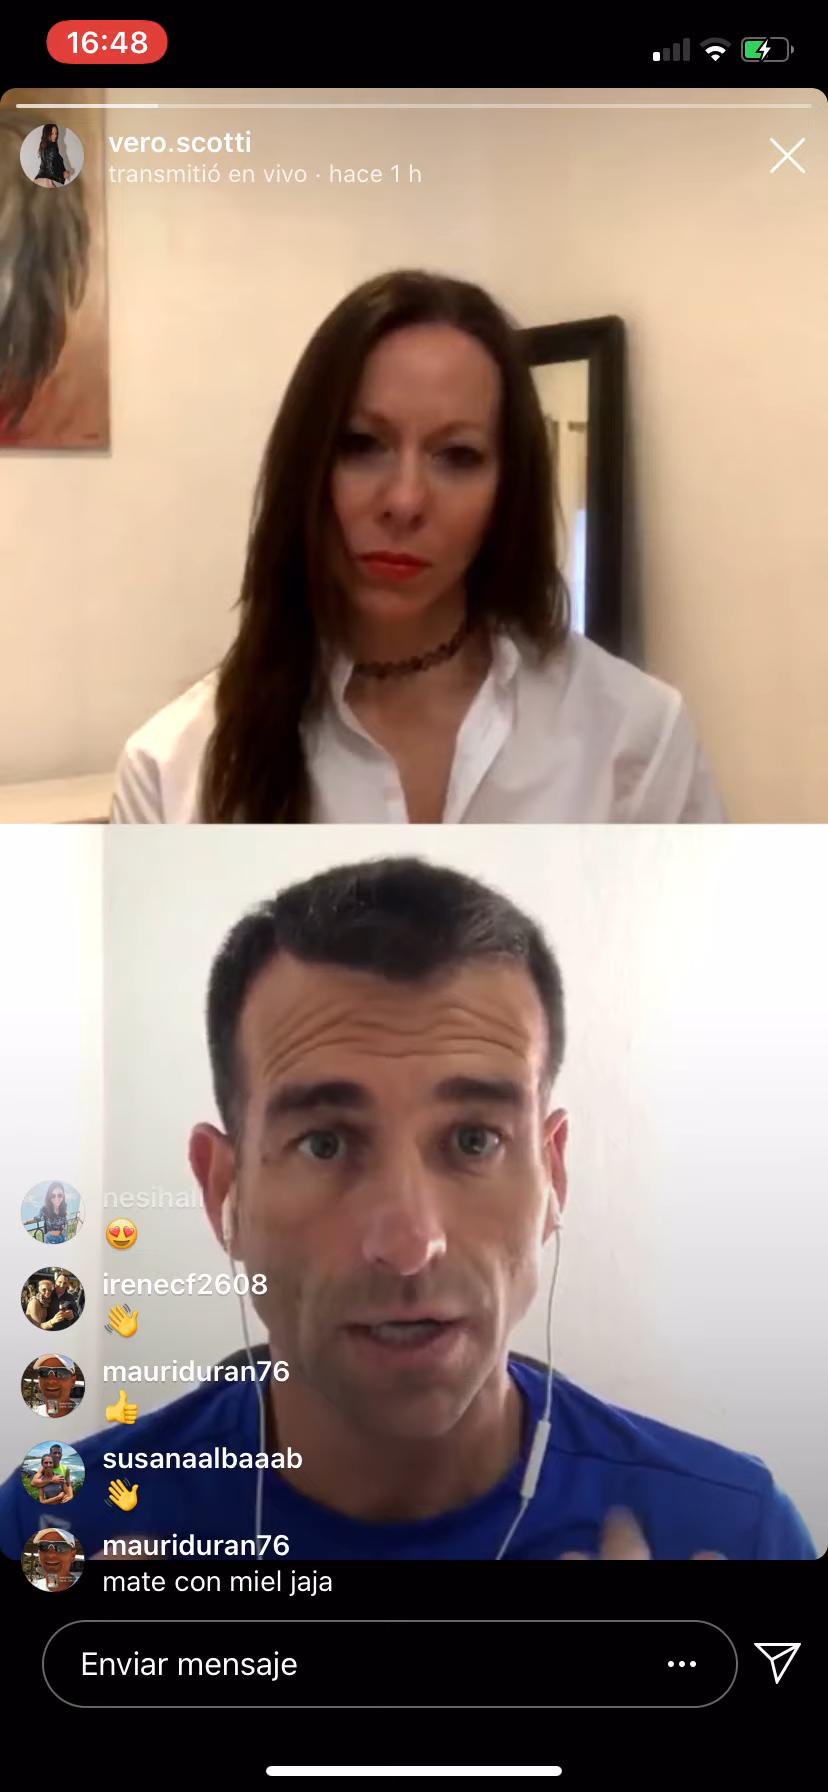 16:48
vero.scotti
transmitió en vivo · hace 1 h
irenecf2608
👋
mauriduran76
👍
susanaalbaaab
👋
mauriduran76
mate con miel jaja
Enviar mensaje